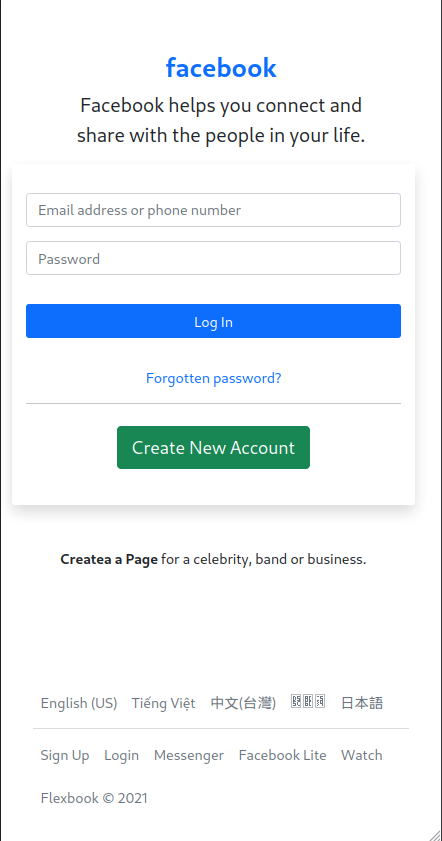 facebook
Facebook helps you connect and
share with the people in your life.
Email address or phone number
Password
Log In
Forgotten password?
Create New Account
Createa a Page for a celebrity, band or business.
English (US) Tiếng Việt 中文(台灣) 日本語
Sign Up Login Messenger Facebook Lite Watch
Flexbook © 2021